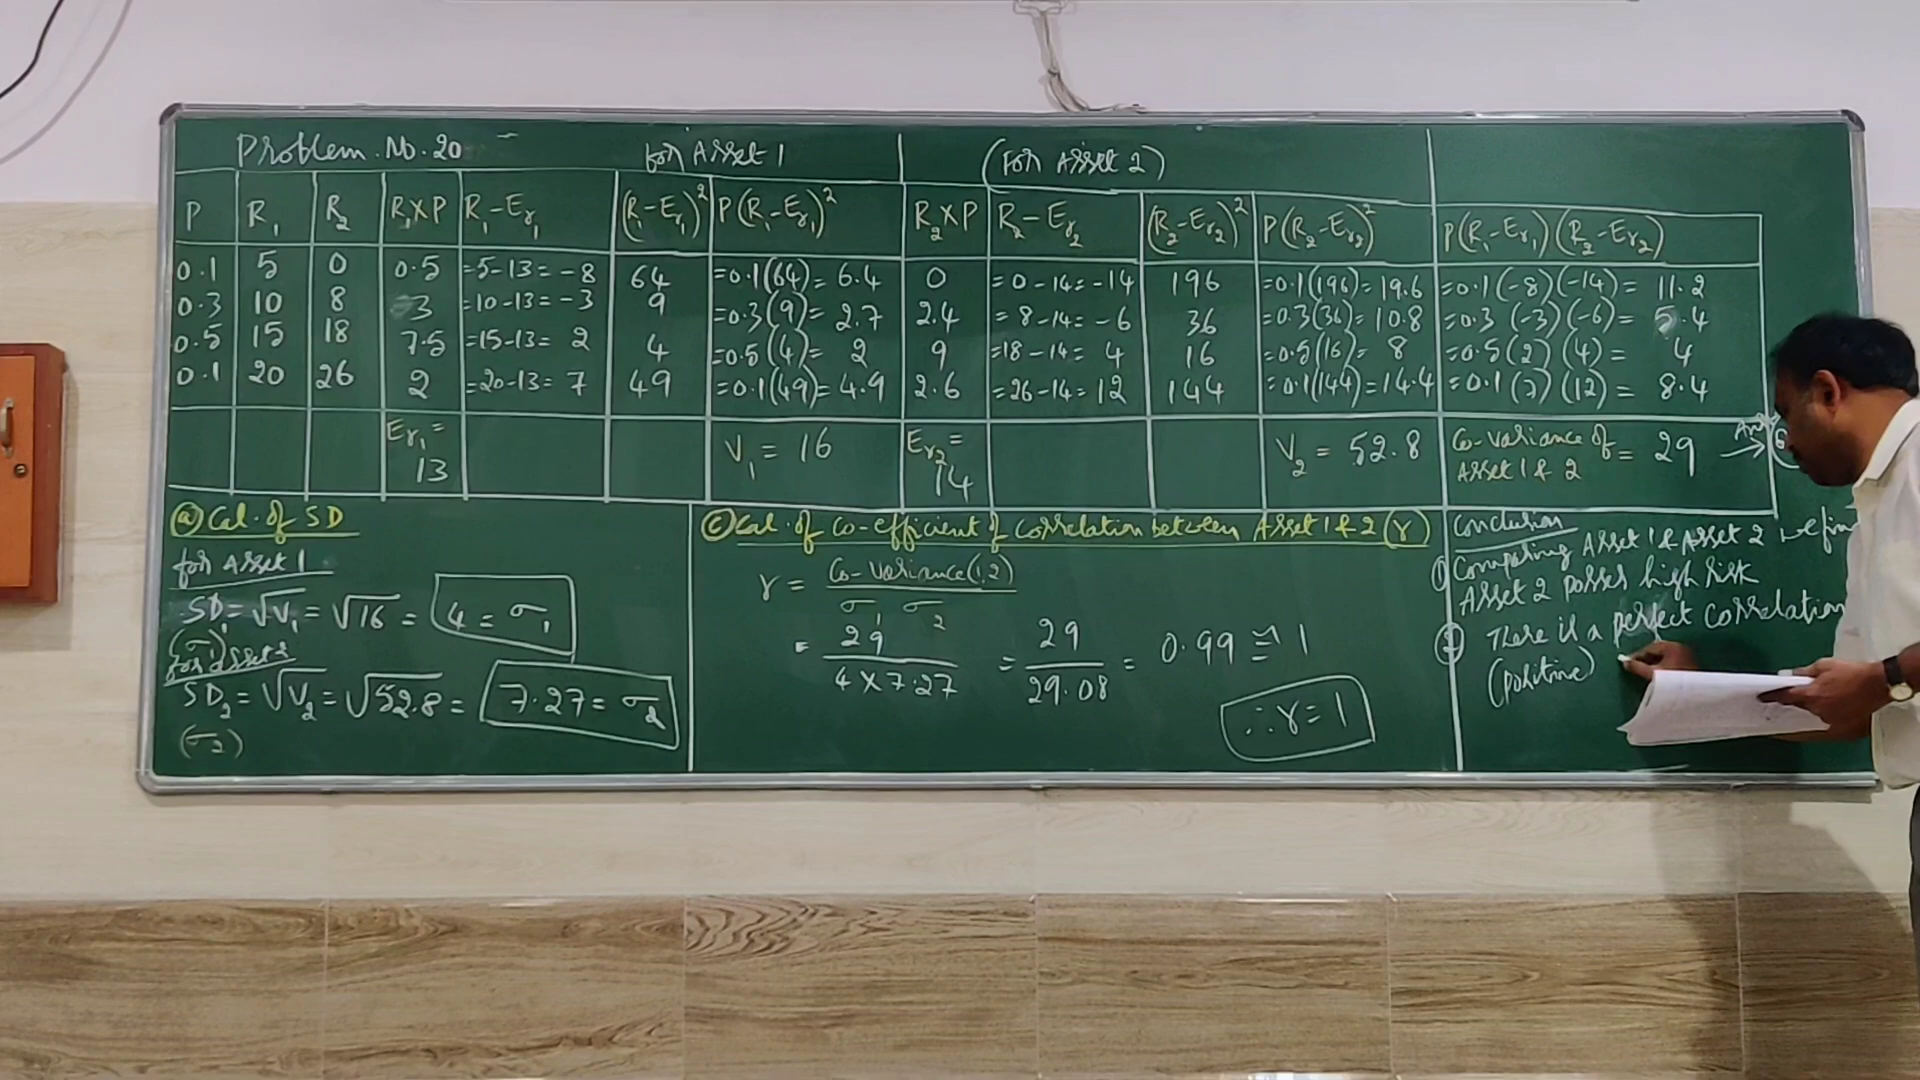 Problem. No. 20
for Asset 1
(For Asset 2)
P R₁ R₂ R₁XP R₁-Eᵣ₁ (R₁-Eᵣ₁)² P(R₁-Eᵣ₁)² R₂XP R₂-Eᵣ₂ (R₂-Eᵣ₂)² P(R₂-Eᵣ₂)² P(R₁-Eᵣ₁)(R₂-Eᵣ₂)
0.1 5 0 0.5 =5-13=-8 64 =0.1(64)=6.4 0 =0-14=-14 196 =0.1(196)=19.6 =0.1(-8)(-14)= 11.2
0.3 10 8 3 =10-13=-3 9 =0.3(9)=2.7 2.4 =8-14=-6 36 =0.3(36)=10.8 =0.3(-3)(-6)= 5.4
0.5 15 18 7.5 =15-13=2 4 =0.5(4)=2 9 =18-14=4 16 =0.5(16)=8 =0.5(2)(4)= 4
0.1 20 26 2 =20-13=7 49 =0.1(49)=4.9 2.6 =26-14=12 144 =0.1(144)=14.4 =0.1(7)(12)= 8.4
Eᵣ₁= 13 V₁ = 16 Eᵣ₂= 14 V₂ = 52.8 Co-variance of Asset 1 & 2 = 29 →
(a) Cal. of SD
for Asset 1
SD₁=√V₁=√16= 4 = σ₁
(σ₁)
for Asset 2
SD₂=√V₂=√52.8= 7.27=σ₂
(σ₂)
(c) Cal. of Co-efficient of Correlation between Asset 1 & 2 (r)
r = Co-variance(1,2)
σ₁ σ₂
= 29 / 4 X 7.27 = 29 / 29.08 = 0.99 ≅ 1
∴ r = 1
Conclusion
① Comparing Asset 1 & Asset 2 we
Asset 2 posses high risk
② There is a perfect Correlation
(positive)